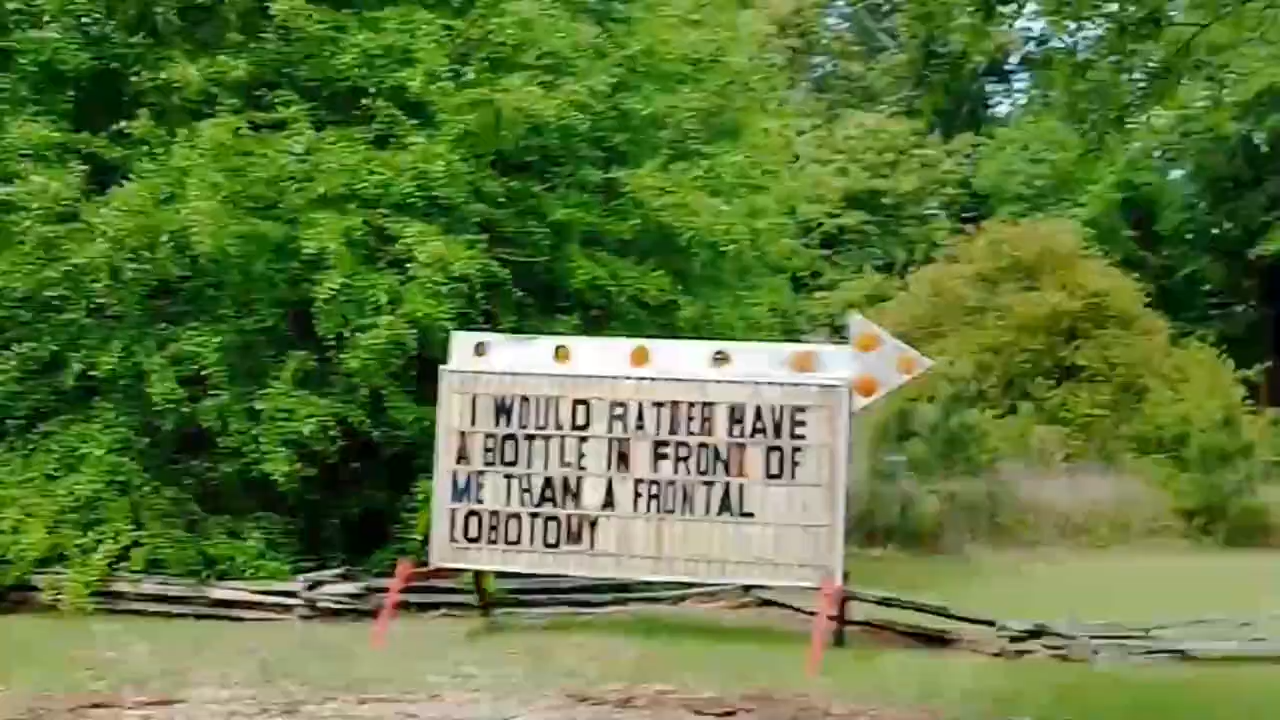 I WOULD RATHER HAVE
A BOTTLE IN FRONT OF
ME THAN A FRONTAL
LOBOTOMY